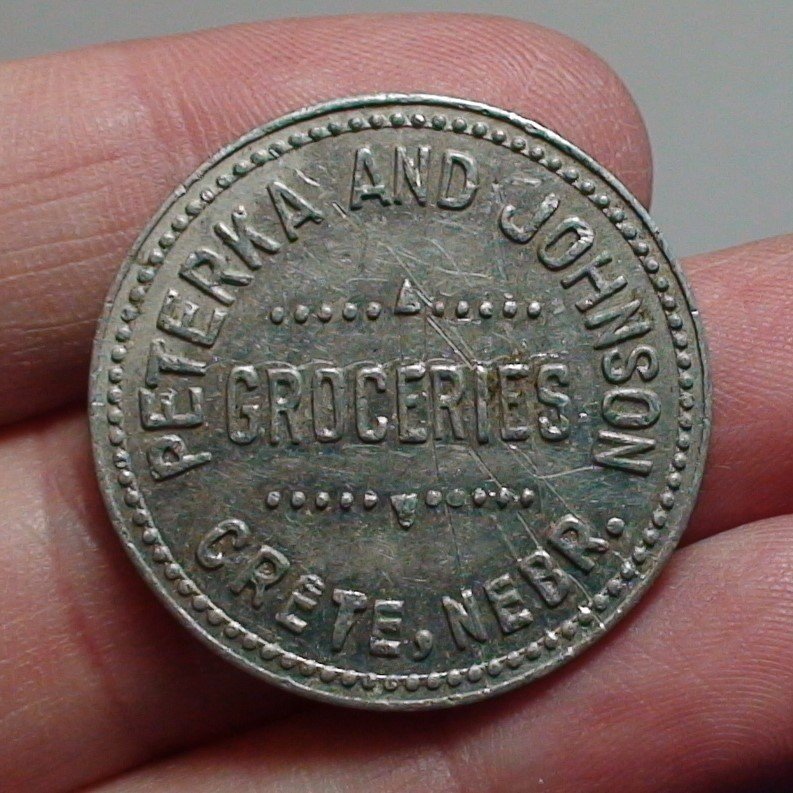 PETERKA AND JOHNSON
GROCERIES
CRETE, NEBR.